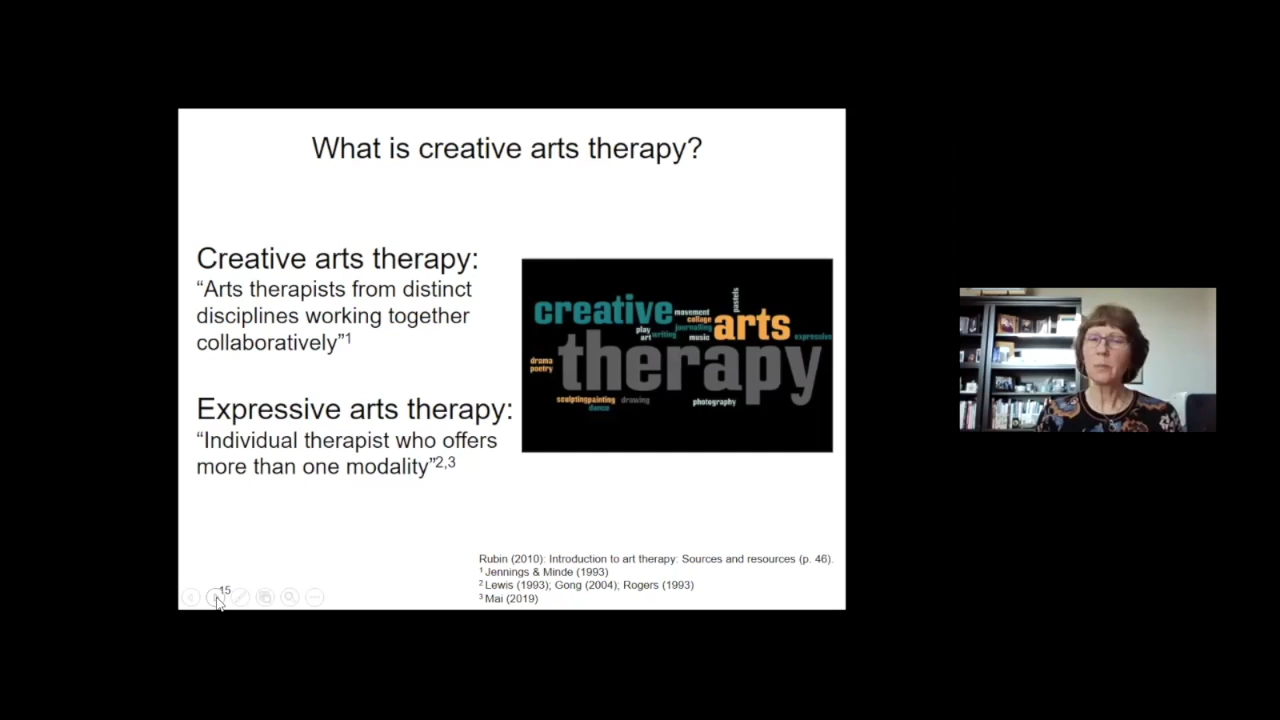 What is creative arts therapy?
Creative arts therapy:
“Arts therapists from distinct
disciplines working together
collaboratively”1
Expressive arts therapy:
“Individual therapist who offers
more than one modality”2,3
creative
movement
collage
pastels
arts
play
journalling
art
writing
music
expressive
therapy
drama
poetry
sculpting
painting
drawing
dance
photography
Rubin (2010): Introduction to art therapy: Sources and resources (p. 46).
1 Jennings & Minde (1993)
2 Lewis (1993); Gong (2004); Rogers (1993)
3 Mai (2019)
15